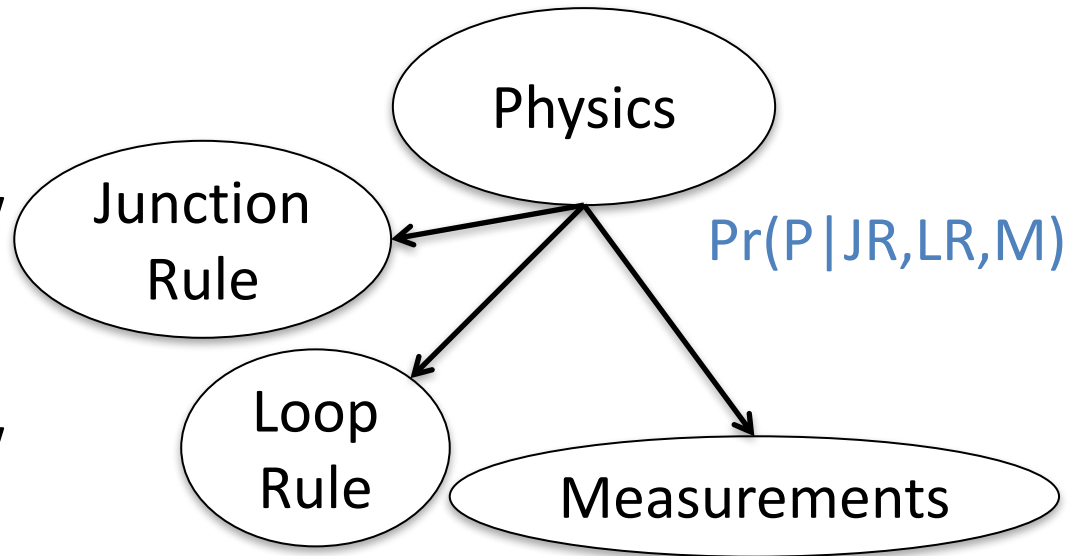 Physics
Junction
Rule
Pr(P|JR,LR,M)
Loop
Rule
Measurements